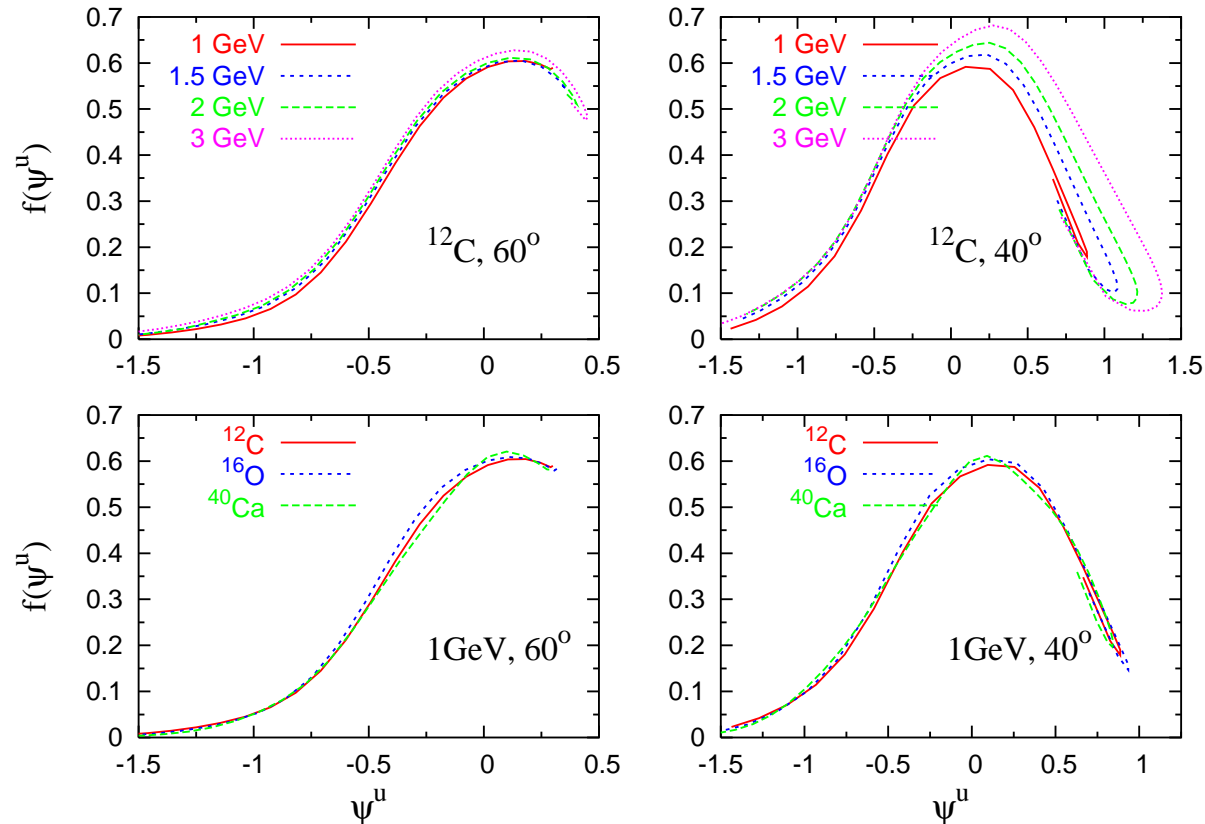 0.7 0.6 0.5 0.4 0.3 0.2 0.1 0
f(ψᵘ)
1 GeV
1.5 GeV
2 GeV
3 GeV
¹²C, 60ᵒ
-1.5 -1 -0.5 0 0.5
0.7 0.6 0.5 0.4 0.3 0.2 0.1 0
1 GeV
1.5 GeV
2 GeV
3 GeV
¹²C, 40ᵒ
-1.5 -1 -0.5 0 0.5 1 1.5
0.7 0.6 0.5 0.4 0.3 0.2 0.1 0
f(ψᵘ)
¹²C
¹⁶O
⁴⁰Ca
1GeV, 60ᵒ
-1.5 -1 -0.5 0 0.5
ψᵘ
0.7 0.6 0.5 0.4 0.3 0.2 0.1 0
¹²C
¹⁶O
⁴⁰Ca
1GeV, 40ᵒ
-1.5 -1 -0.5 0 0.5 1
ψᵘ